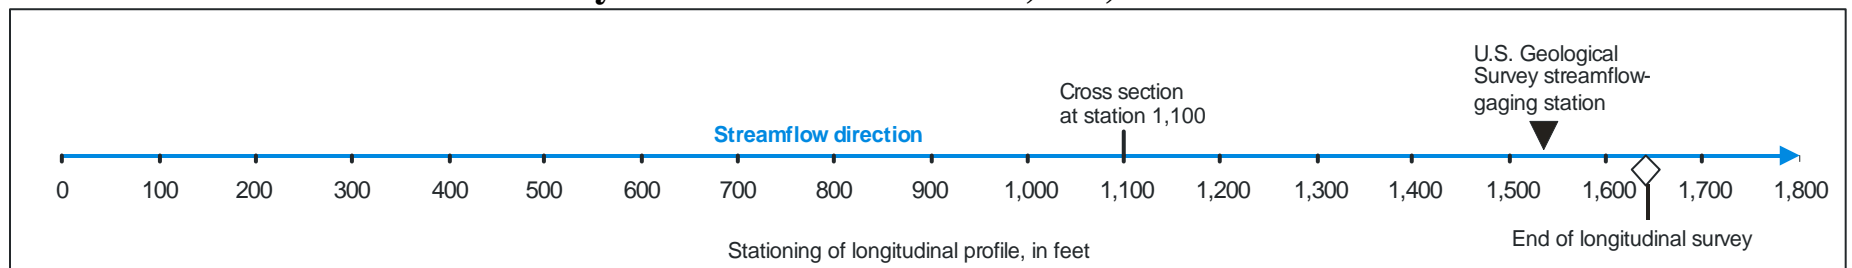 U.S. Geological
Survey streamflow-
gaging station
Cross section
at station 1,100
Streamflow direction
0 100 200 300 400 500 600 700 800 900 1,000 1,100 1,200 1,300 1,400 1,500 1,600 1,700 1,800
End of longitudinal survey
Stationing of longitudinal profile, in feet